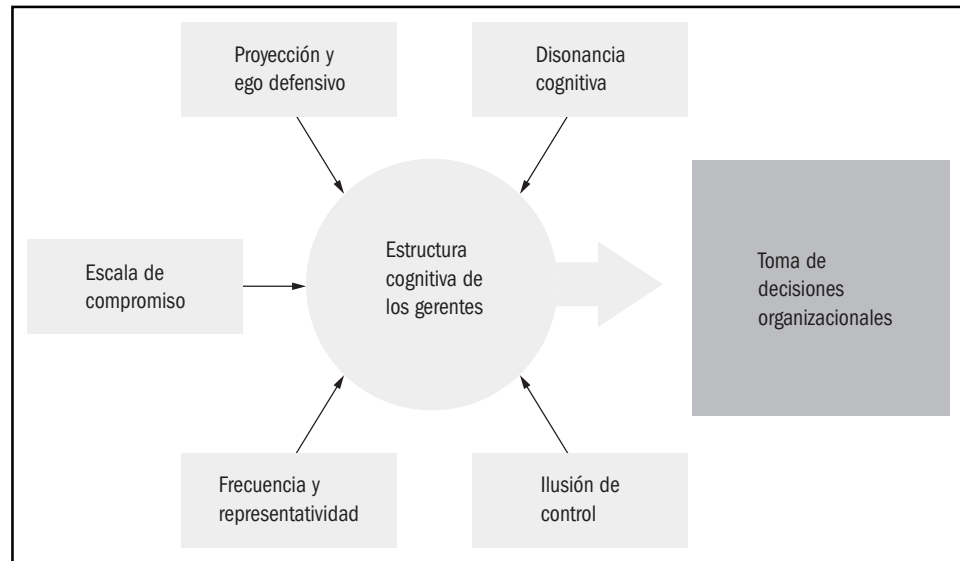 Proyección y
ego defensivo
Disonancia
cognitiva
Escala de
compromiso
Estructura
cognitiva de
los gerentes
Toma de
decisiones
organizacionales
Frecuencia y
representatividad
Ilusión de
control